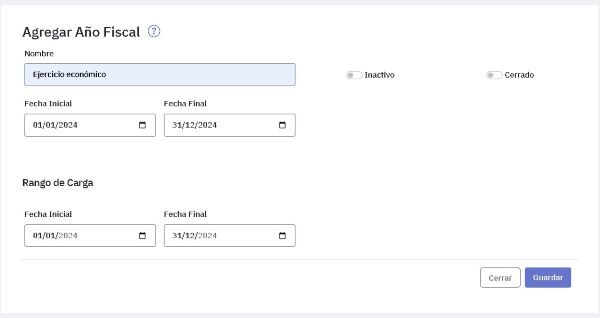 Agregar Año Fiscal ?
Nombre
Ejercicio económico
Inactivo
Cerrado
Fecha Inicial
Fecha Final
01/01/2024
31/12/2024
Rango de Carga
Fecha Inicial
Fecha Final
01/01/2024
31/12/2024
Cerrar
Guardar